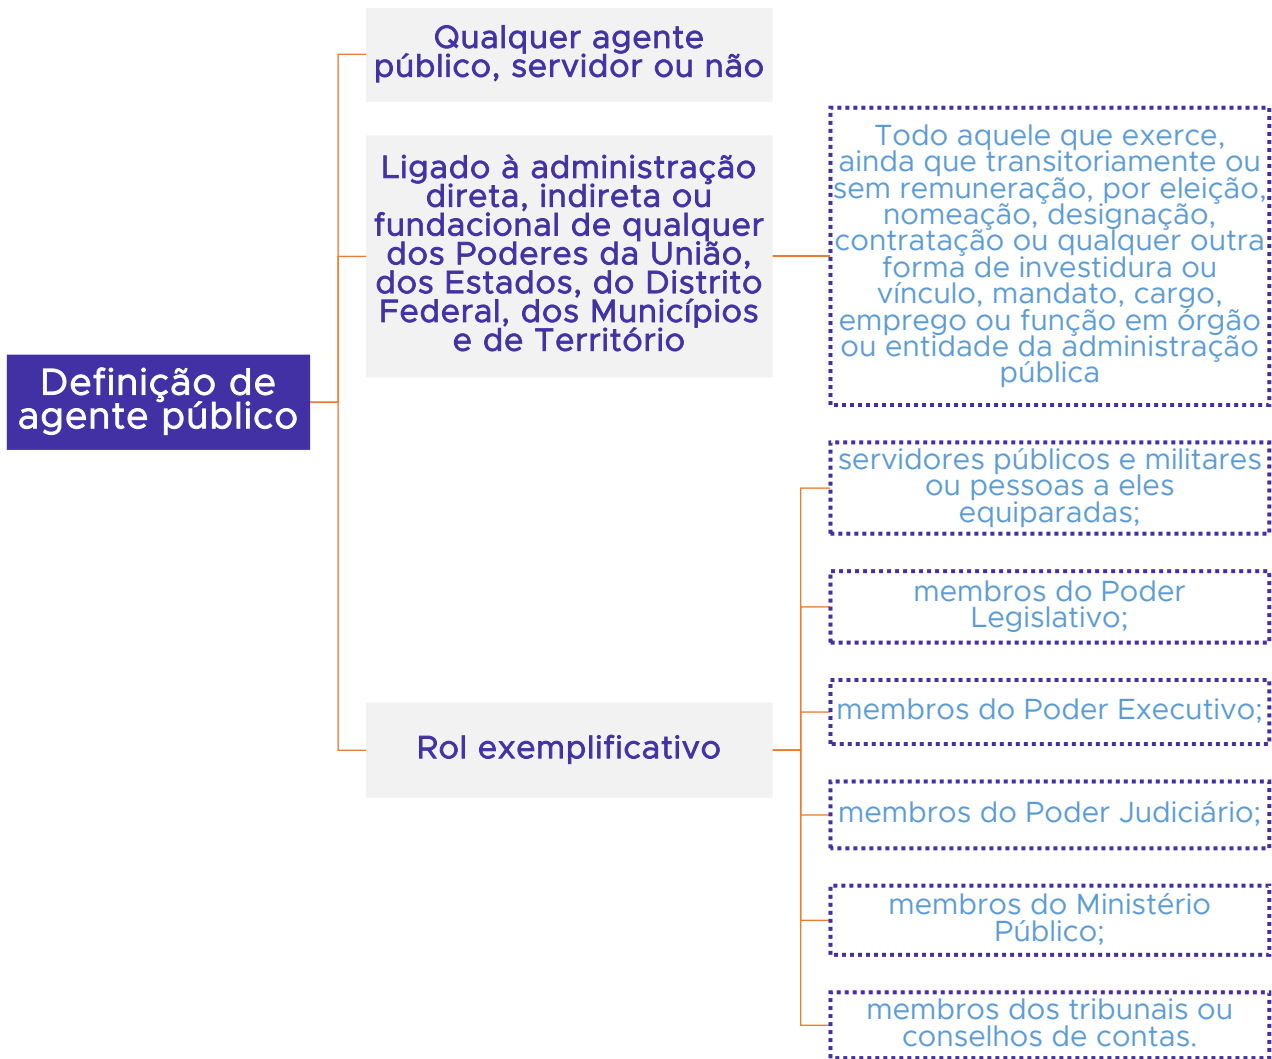 Definição de
agente público
Qualquer agente
público, servidor ou não
Ligado à administração
direta, indireta ou
fundacional de qualquer
dos Poderes da União,
dos Estados, do Distrito
Federal, dos Municípios
e de Território
Todo aquele que exerce,
ainda que transitoriamente ou
sem remuneração, por eleição,
nomeação, designação,
contratação ou qualquer outra
forma de investidura ou
vínculo, mandato, cargo,
emprego ou função em órgão
ou entidade da administração
pública
Rol exemplificativo
servidores públicos e militares
ou pessoas a eles
equiparadas;
membros do Poder
Legislativo;
membros do Poder Executivo;
membros do Poder Judiciário;
membros do Ministério
Público;
membros dos tribunais ou
conselhos de contas.